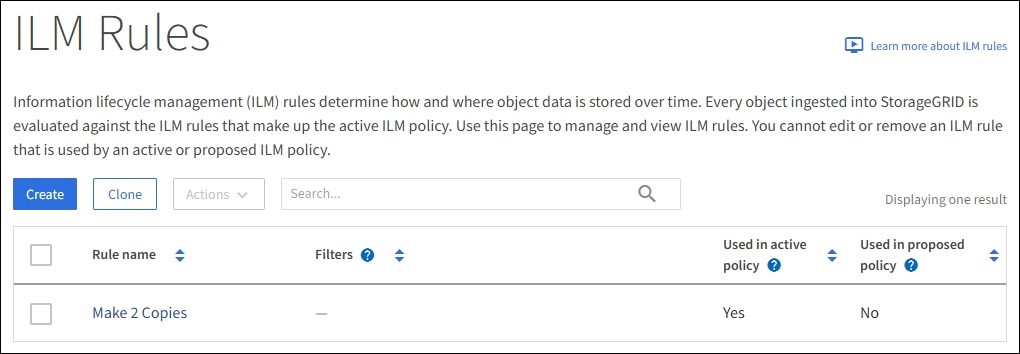 ILM Rules
Learn more about ILM rules
Information lifecycle management (ILM) rules determine how and where object data is stored over time. Every object ingested into StorageGRID is
evaluated against the ILM rules that make up the active ILM policy. Use this page to manage and view ILM rules. You cannot edit or remove an ILM rule
that is used by an active or proposed ILM policy.
Create Clone Actions Search...
Displaying one result
Rule name Filters ? Used in active policy ? Used in proposed policy ?
Make 2 Copies — Yes No